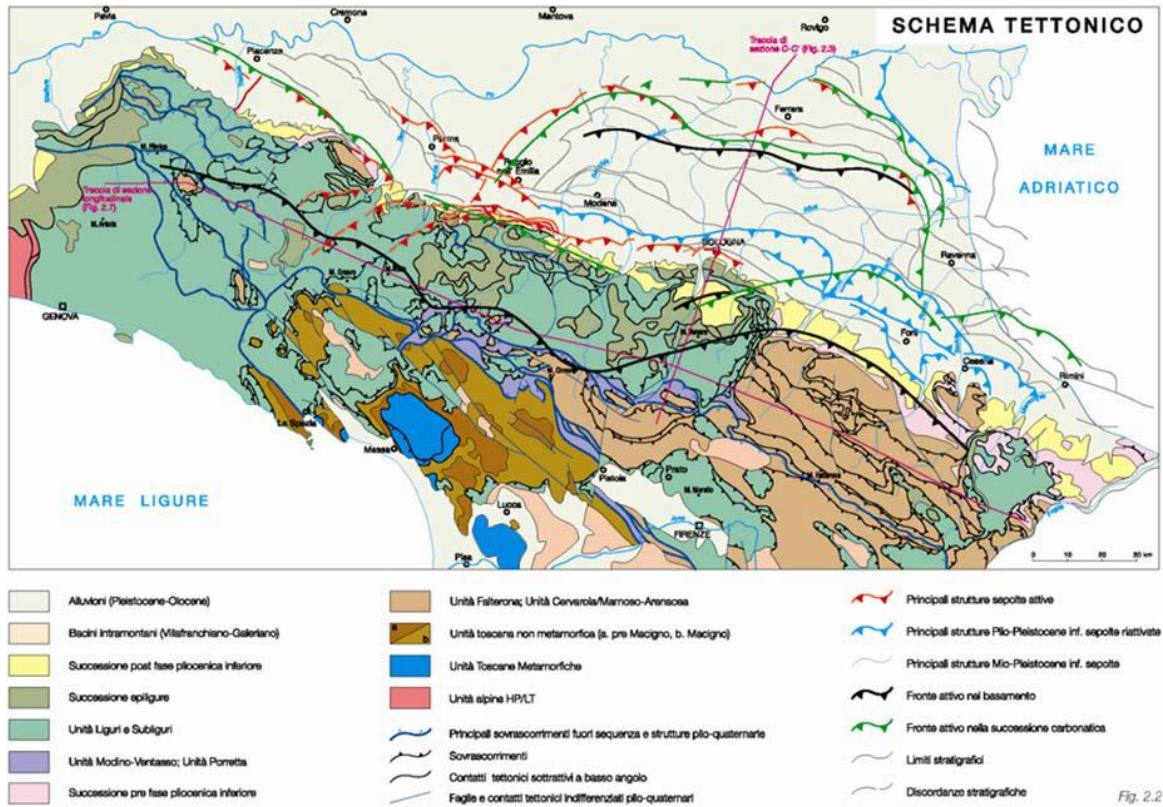 SCHEMA TETTONICO
Pavia
Cremona
Mantova
Rovigo
Piacenza
Po
Traccia di
sezione C-C' (Fig. 2.3)
Ferrara
Parma
Reggio
nell' Emilia
Modena
MARE
ADRIATICO
Traccia di sezione
longitudinale
(Fig. 2.7)
BOLOGNA
Ravenna
GENOVA
Forlì
Cesena
Rimini
La Spezia
Massa
Pistoia
Prato
MARE LIGURE
Lucca
FIRENZE
Pisa
Arno
0 10 20 30 km
Alluvioni (Pleistocene-Olocene)
Bacini intramontani (Villafranchiano-Galeriano)
Successione post fase pliocenica inferiore
Successione epiligure
Unità Liguri e Subliguri
Unità Modino-Ventasso; Unità Porretta
Successione pre fase pliocenica inferiore
Unità Falterona; Unità Cervarola/Marnoso-Arenacea
a
b
Unità toscana non metamorfica (a. pre Macigno, b. Macigno)
Unità Toscane Metamorfiche
Unità alpine HP/LT
Principali sovrascorrimenti fuori sequenza e strutture plio-quaternarie
Sovrascorrimenti
Contatti tettonici sottrattivi a basso angolo
Faglie e contatti tettonici indifferenziati plio-quaternari
Principali strutture sepolte attive
Principali strutture Plio-Pleistocene inf. sepolte riattivate
Principali strutture Mio-Pleistocene inf. sepolte
Fronte attivo nel basamento
Fronte attivo nella successione carbonatica
Limiti stratigrafici
Discordanze stratigrafiche
Fig. 2.2